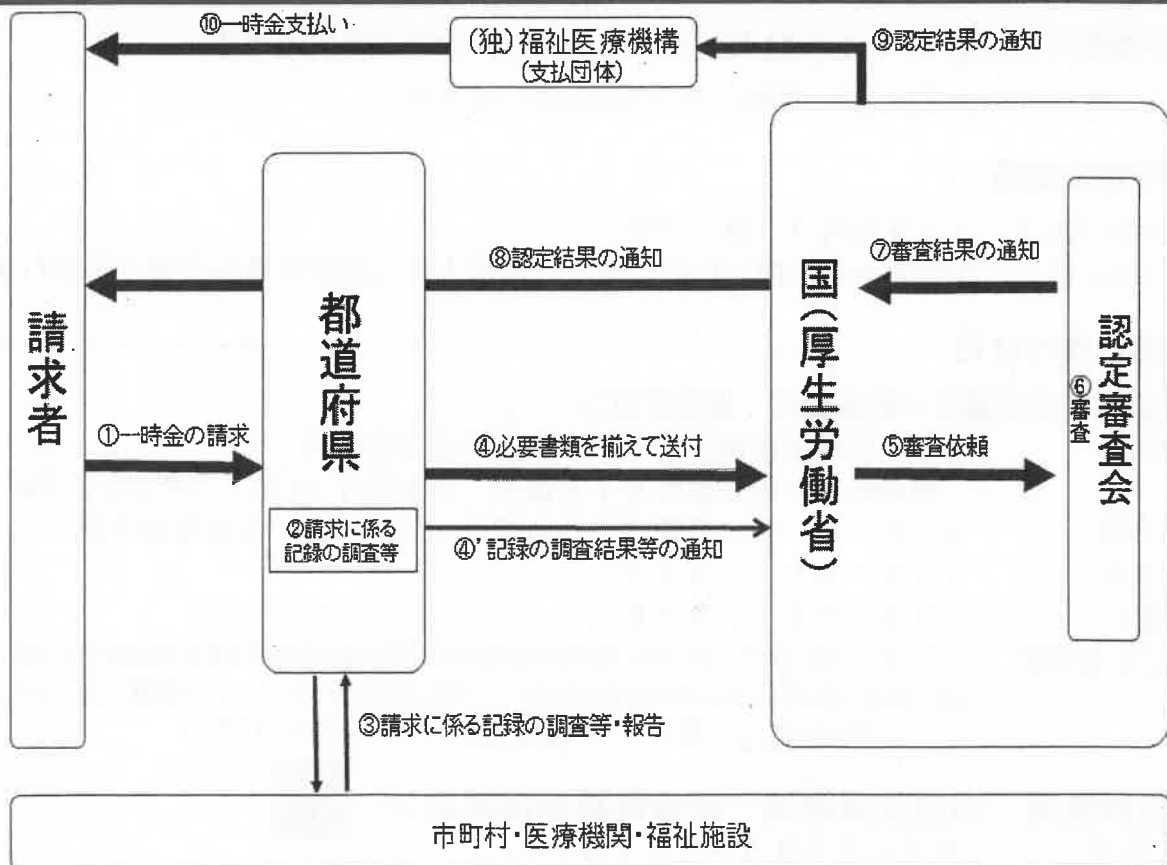 ⑩一時金支払い
(独)福祉医療機構
(支払団体)
⑨認定結果の通知
請求者
都道府県
国(厚生労働省)
認定審査会
⑥審査
⑧認定結果の通知
⑦審査結果の通知
①一時金の請求
④必要書類を揃えて送付
⑤審査依頼
②請求に係る
記録の調査等
④'記録の調査結果等の通知
③請求に係る記録の調査等・報告
市町村・医療機関・福祉施設